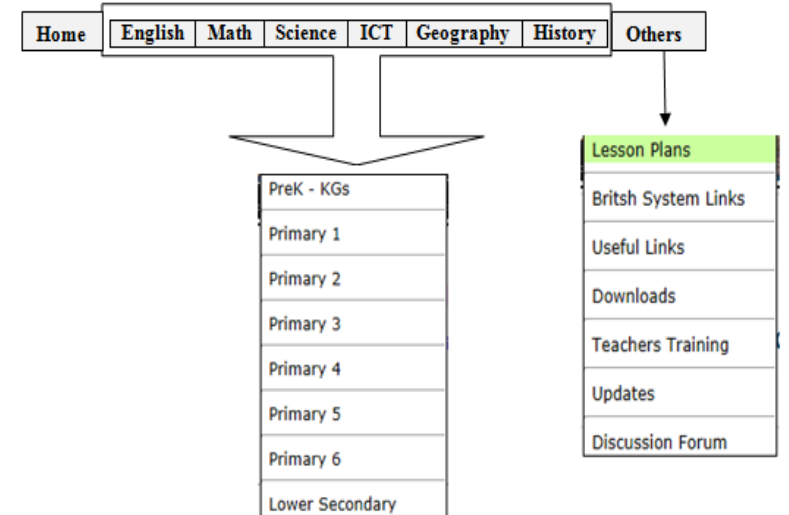 Home English Math Science ICT Geography History Others
PreK - KGs
Primary 1
Primary 2
Primary 3
Primary 4
Primary 5
Primary 6
Lower Secondary
Lesson Plans
Britsh System Links
Useful Links
Downloads
Teachers Training
Updates
Discussion Forum